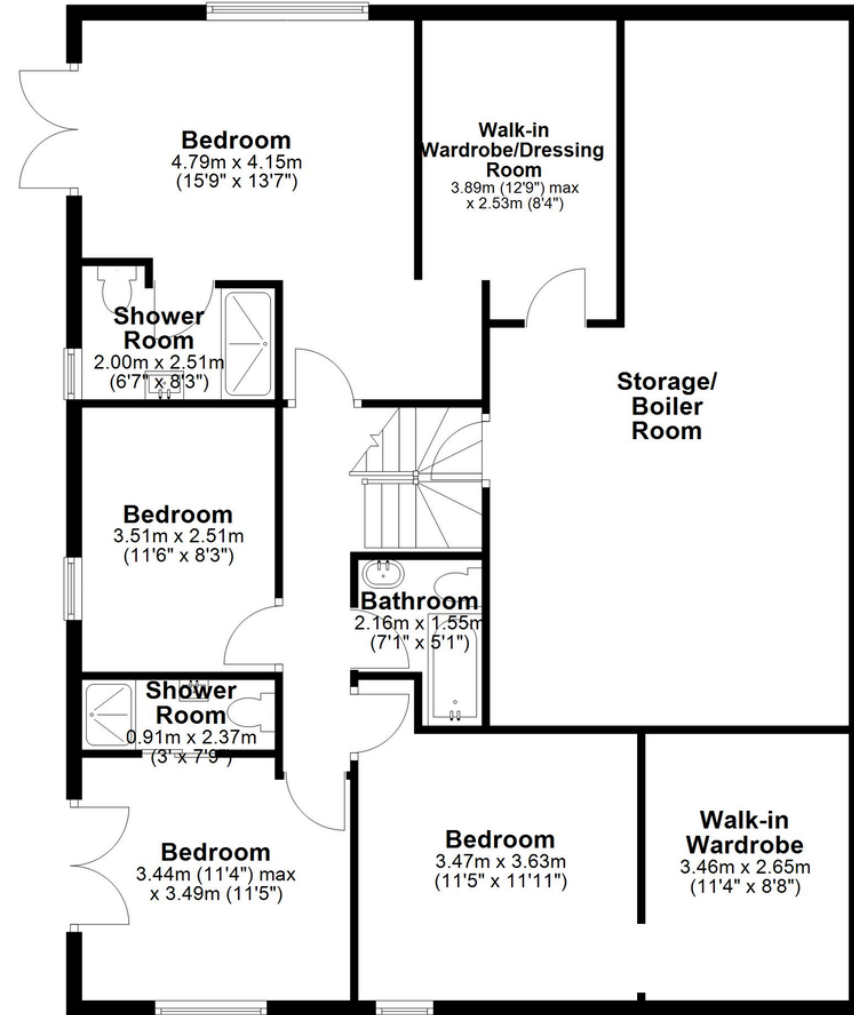 Bedroom
4.79m x 4.15m
(15'9" x 13'7")
Walk-in
Wardrobe/Dressing
Room
3.89m (12'9") max
x 2.53m (8'4")
Shower
Room
2.00m x 2.51m
(6'7" x 8'3")
Storage/
Boiler
Room
Bedroom
3.51m x 2.51m
(11'6" x 8'3")
Bathroom
2.16m x 1.55m
(7'1" x 5'1")
Shower
Room
0.91m x 2.37m
(3' x 7'9")
Bedroom
3.44m (11'4") max
x 3.49m (11'5")
Bedroom
3.47m x 3.63m
(11'5" x 11'11")
Walk-in
Wardrobe
3.46m x 2.65m
(11'4" x 8'8")